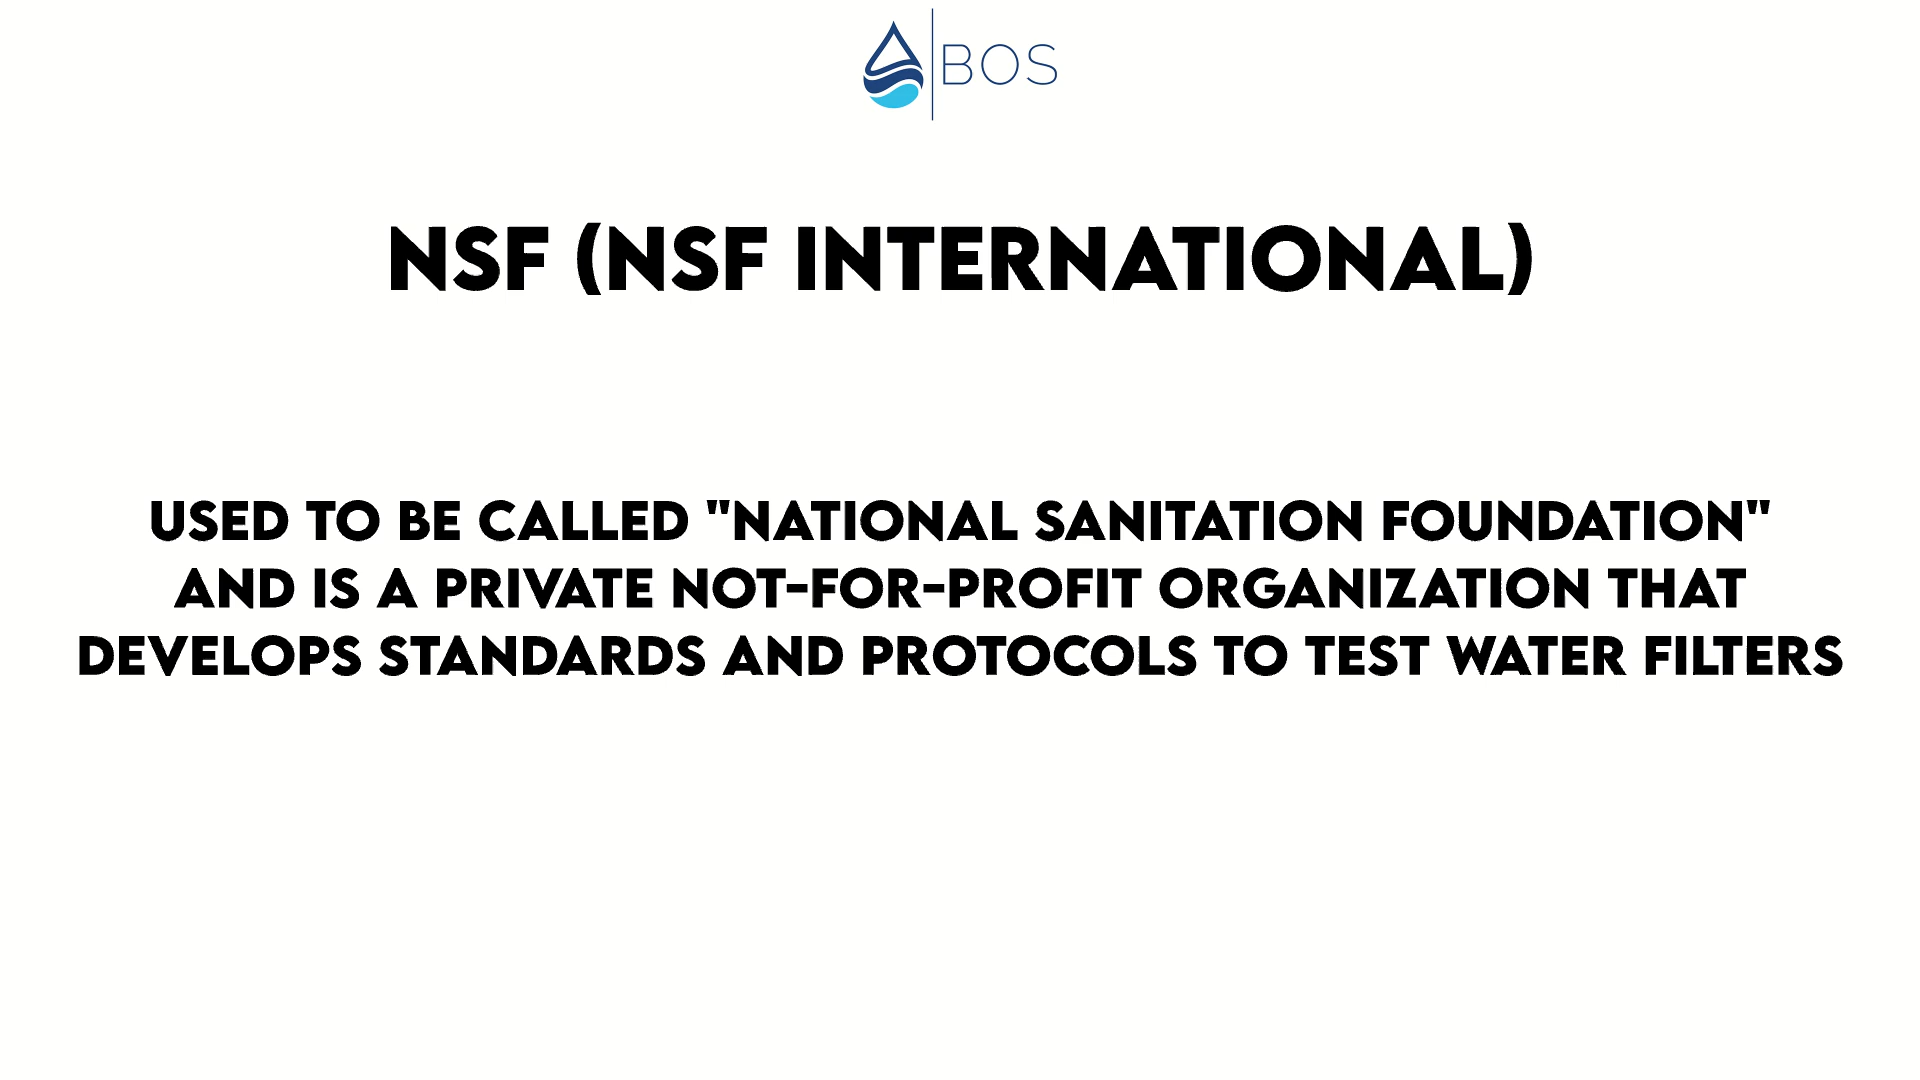 BOS
NSF (NSF INTERNATIONAL)
USED TO BE CALLED "NATIONAL SANITATION FOUNDATION"
AND IS A PRIVATE NOT-FOR-PROFIT ORGANIZATION THAT
DEVELOPS STANDARDS AND PROTOCOLS TO TEST WATER FILTERS